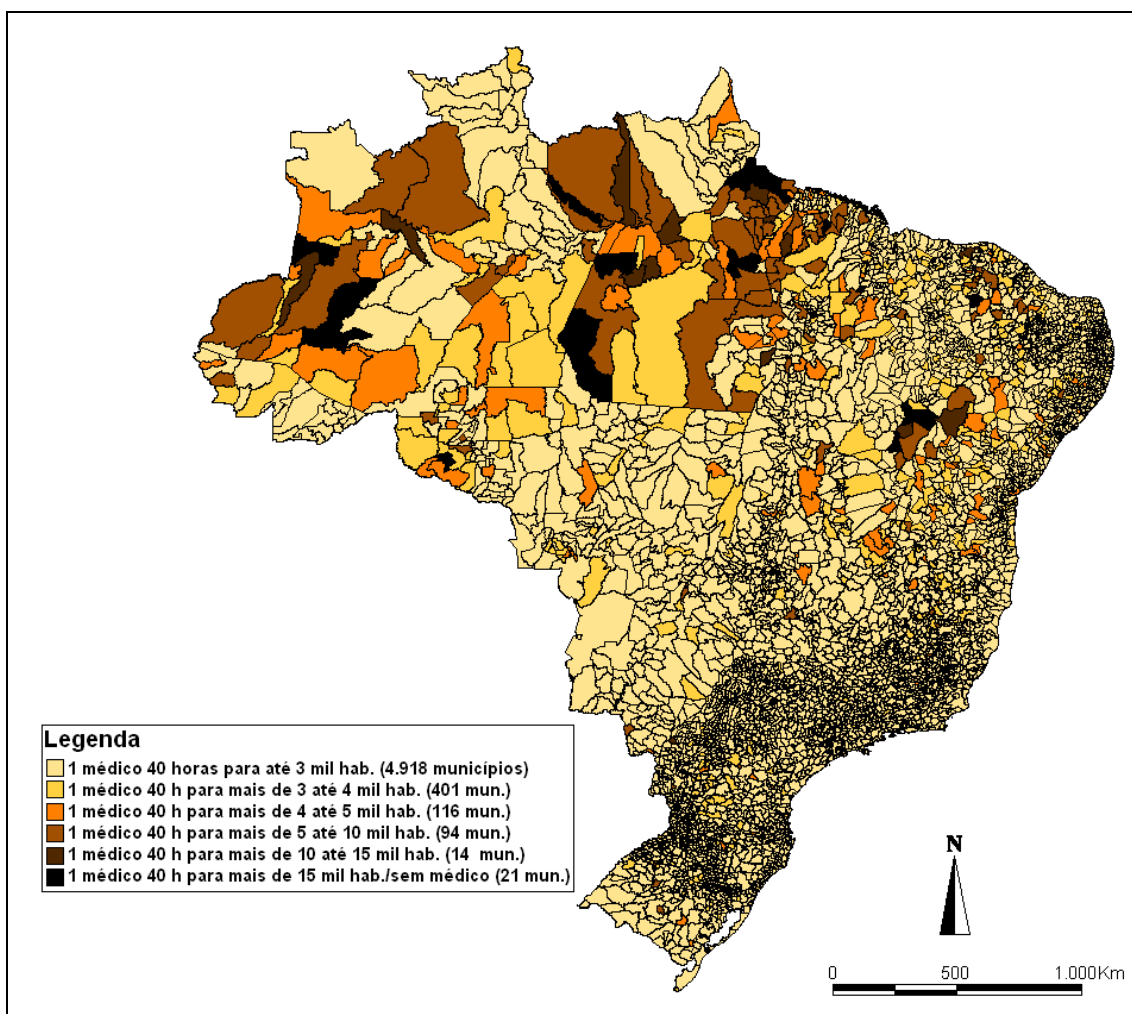 Legenda
1 médico 40 horas para até 3 mil hab. (4.918 municípios)
1 médico 40 h para mais de 3 até 4 mil hab. (401 mun.)
1 médico 40 h para mais de 4 até 5 mil hab. (116 mun.)
1 médico 40 h para mais de 5 até 10 mil hab. (94 mun.)
1 médico 40 h para mais de 10 até 15 mil hab. (14 mun.)
1 médico 40 h para mais de 15 mil hab./sem médico (21 mun.)
N
0 500 1.000Km